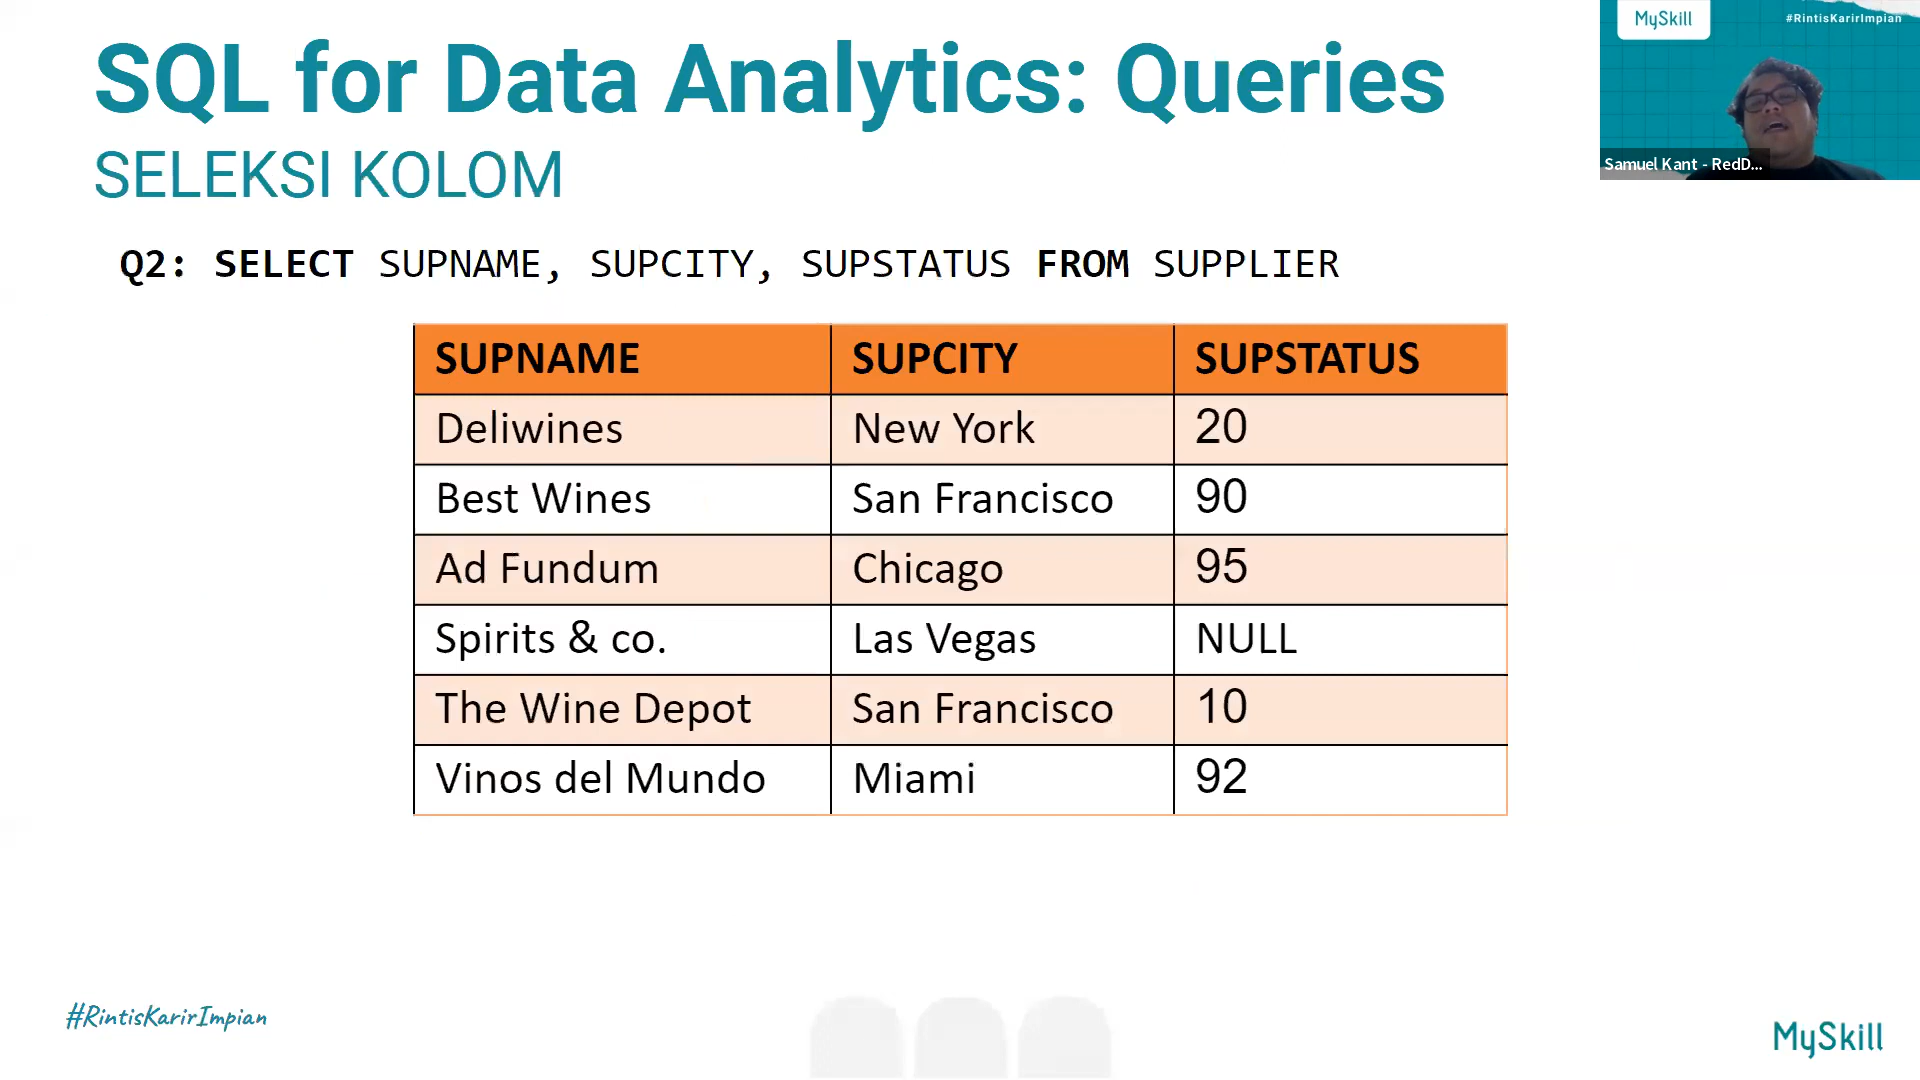 SQL for Data Analytics: Queries
SELEKSI KOLOM
MySkill
#RintisKarirImpian
Samuel Kant - RedD...
Q2: SELECT SUPNAME, SUPCITY, SUPSTATUS FROM SUPPLIER
SUPNAME SUPCITY SUPSTATUS
Deliwines New York 20
Best Wines San Francisco 90
Ad Fundum Chicago 95
Spirits & co. Las Vegas NULL
The Wine Depot San Francisco 10
Vinos del Mundo Miami 92
#RintisKarirImpian
MySkill